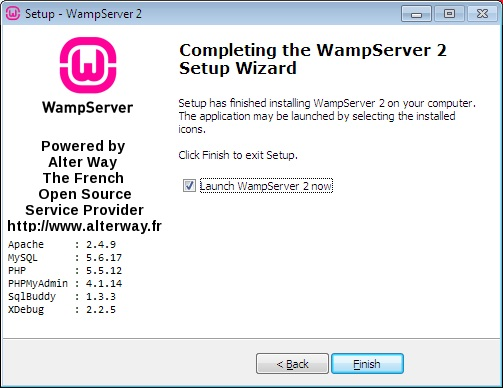 Setup - WampServer 2
W
WampServer
Powered by
Alter Way
The French
Open Source
Service Provider
http://www.alterway.fr
Apache : 2.4.9
MySQL : 5.6.17
PHP : 5.5.12
PHPMyAdmin : 4.1.14
SqlBuddy : 1.3.3
XDebug : 2.2.5
Completing the WampServer 2
Setup Wizard
Setup has finished installing WampServer 2 on your computer.
The application may be launched by selecting the installed
icons.
Click Finish to exit Setup.
Launch WampServer 2 now
< Back
Finish